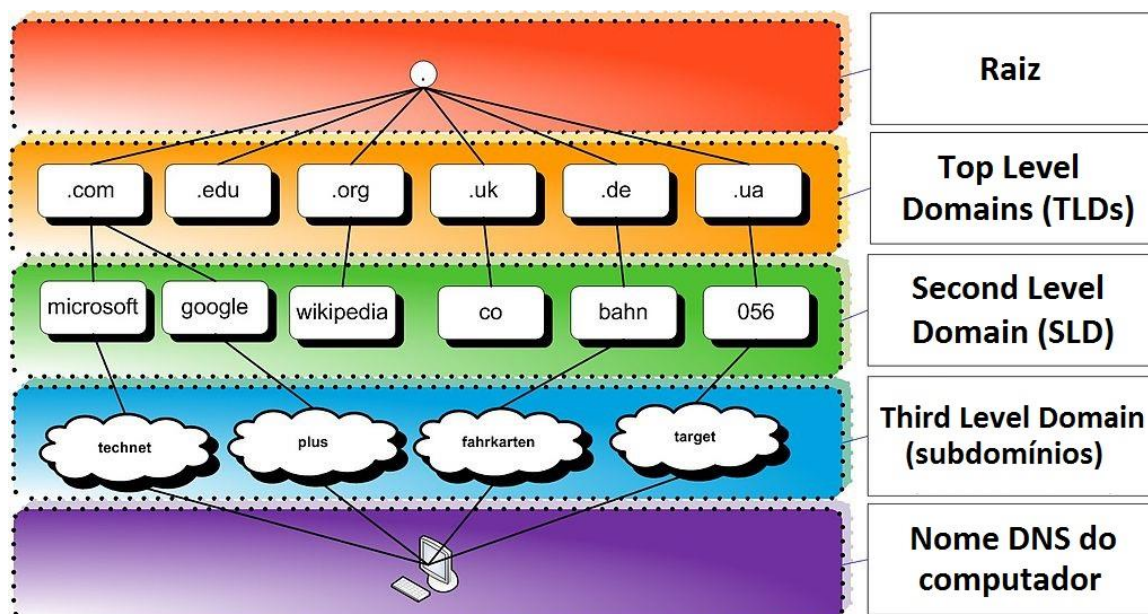 .
Raiz
.com .edu .org .uk .de .ua
Top Level
Domains (TLDs)
microsoft google wikipedia co bahn 056
Second Level
Domain (SLD)
technet plus fahrkarten target
Third Level Domain
(subdomínios)
Nome DNS do
computador